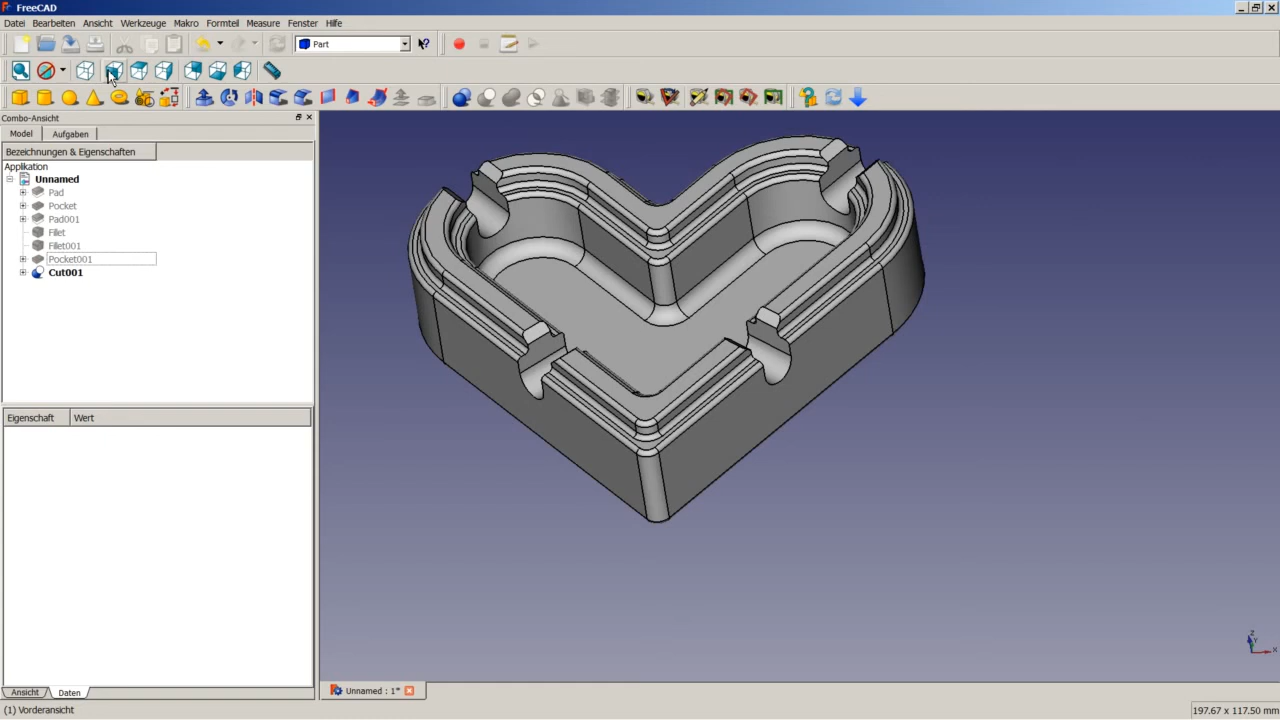 FreeCAD
Datei Bearbeiten Ansicht Werkzeuge Makro Formteil Measure Fenster Hilfe
Part
Combo-Ansicht
Model Aufgaben
Bezeichnungen & Eigenschaften
Applikation
Unnamed
Pad
Pocket
Pad001
Fillet
Fillet001
Pocket001
Cut001
Eigenschaft Wert
Ansicht Daten
Unnamed : 1*
Z
Y
X
(1) Vorderansicht
197.67 x 117.50 mm